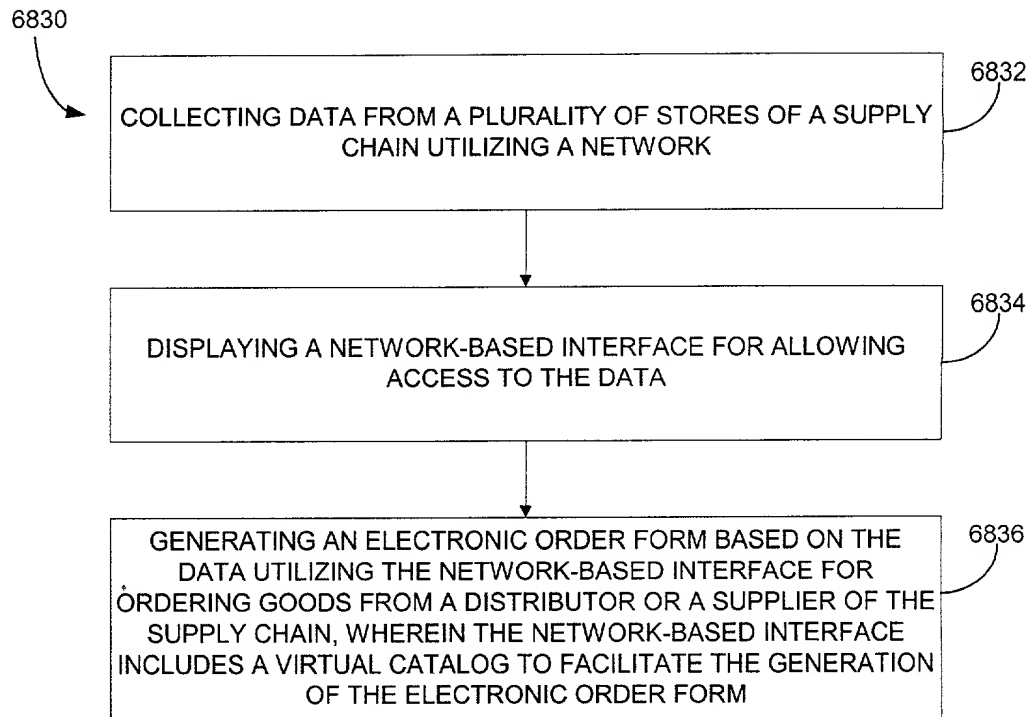 6830
6832
COLLECTING DATA FROM A PLURALITY OF STORES OF A SUPPLY
CHAIN UTILIZING A NETWORK
6834
DISPLAYING A NETWORK-BASED INTERFACE FOR ALLOWING
ACCESS TO THE DATA
6836
GENERATING AN ELECTRONIC ORDER FORM BASED ON THE
DATA UTILIZING THE NETWORK-BASED INTERFACE FOR
ORDERING GOODS FROM A DISTRIBUTOR OR A SUPPLIER OF THE
SUPPLY CHAIN, WHEREIN THE NETWORK-BASED INTERFACE
INCLUDES A VIRTUAL CATALOG TO FACILITATE THE GENERATION
OF THE ELECTRONIC ORDER FORM